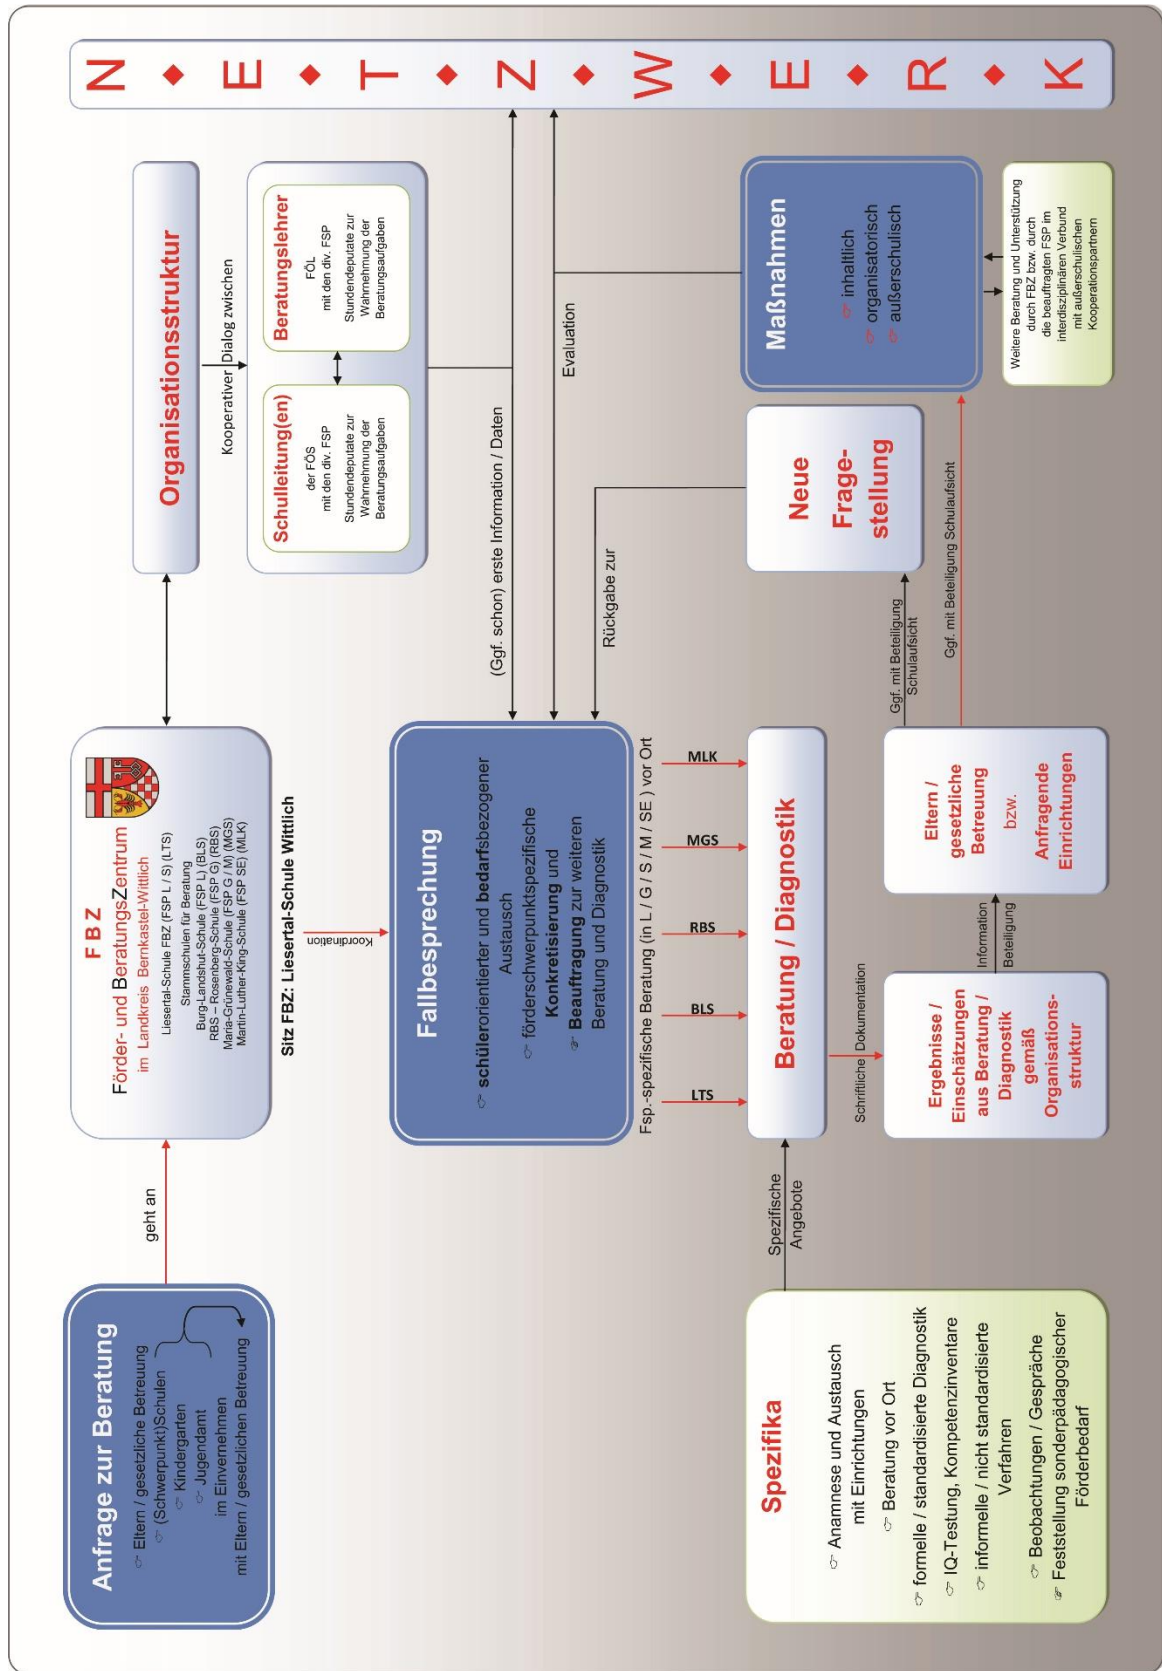 Anfrage zur Beratung
☞ Eltern / gesetzliche Betreuung
☞ (Schwerpunkt)Schulen
☞ Kindergarten
☞ Jugendamt
im Einvernehmen
mit Eltern / gesetzlichen Betreuung
geht an
F B Z
Förder- und BeratungsZentrum
im Landkreis Bernkastel-Wittlich
Liesertal-Schule FBZ (FSP L / S) (LTS)
Stammschulen für Beratung
Burg-Landshut-Schule (FSP L) (BLS)
RBS – Rosenberg-Schule (FSP G) (RBS)
Maria-Grünewald-Schule (FSP G / M) (MGS)
Martin-Luther-King-Schule (FSP SE) (MLK)
Sitz FBZ: Liesertal-Schule Wittlich
Koordination
Organisationsstruktur
Kooperativer Dialog zwischen
Schulleitung(en)
der FÖS
mit den div. FSP
Stundendeputate zur
Wahrnehmung der
Beratungsaufgaben
Beratungslehrer
FÖL
mit den div. FSP
Stundendeputate zur
Wahrnehmung der
Beratungsaufgaben
N ◆ E ◆ T ◆ Z ◆ W ◆ E ◆ R ◆ K
Fallbesprechung
☞ schülerorientierter und bedarfsbezogener
Austausch
☞ förderschwerpunktspezifische
Konkretisierung und
☞ Beauftragung zur weiteren
Beratung und Diagnostik
(Ggf. schon) erste Information / Daten
Evaluation
Rückgabe zur
Fsp.-spezifische Beratung (in L / G / S / M / SE ) vor Ort
LTS
BLS
RBS
MGS
MLK
Spezifika
☞ Anamnese und Austausch
mit Einrichtungen
☞ Beratung vor Ort
☞ formelle / standardisierte Diagnostik
☞ IQ-Testung, Kompetenzinventare
☞ informelle / nicht standardisierte
Verfahren
☞ Beobachtungen / Gespräche
☞ Feststellung sonderpädagogischer
Förderbedarf
Spezifische
Angebote
Beratung / Diagnostik
Schriftliche Dokumentation
Ergebnisse /
Einschätzungen
aus Beratung /
Diagnostik
gemäß
Organisations-
struktur
Information
Beteiligung
Eltern /
gesetzliche
Betreuung
bzw.
Anfragende
Einrichtungen
Ggf. mit Beteiligung
Schulaufsicht
Ggf. mit Beteiligung Schulaufsicht
Neue
Frage-
stellung
Maßnahmen
☞ inhaltlich
☞ organisatorisch
☞ außerschulisch
Weitere Beratung und Unterstützung
durch FBZ bzw. durch
die beauftragten FSP im
interdisziplinären Verbund
mit außerschulischen
Kooperationspartnern